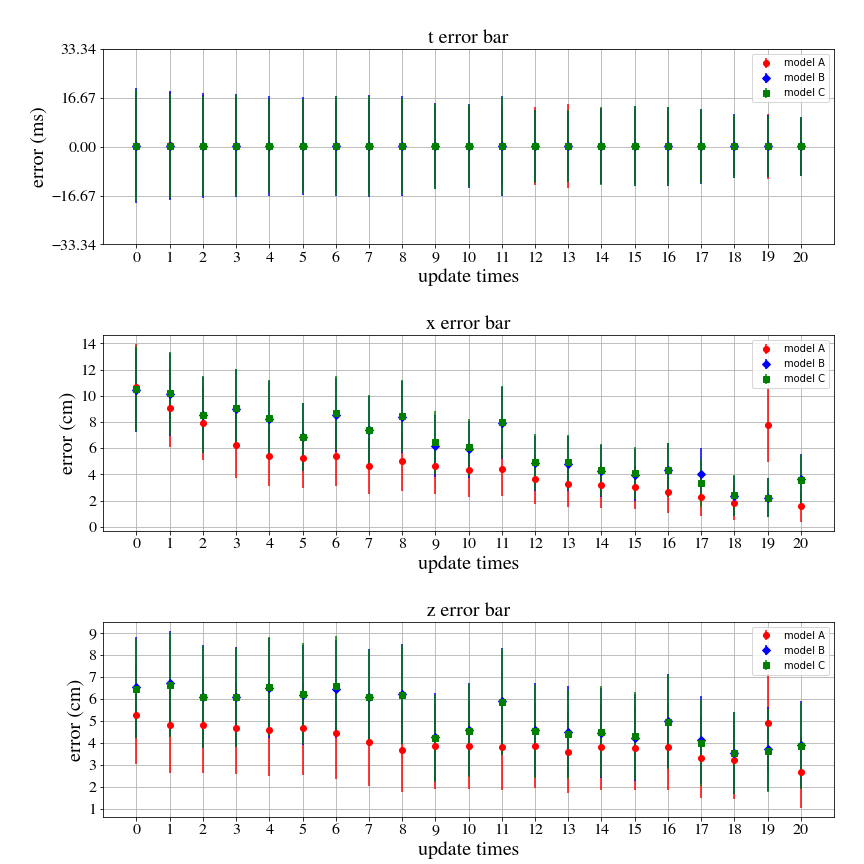 t error bar
33.34
16.67
0.00
−16.67
−33.34
error (ms)
model A
model B
model C
0 1 2 3 4 5 6 7 8 9 10 11 12 13 14 15 16 17 18 19 20
update times
x error bar
14
12
10
8
6
4
2
0
error (cm)
model A
model B
model C
0 1 2 3 4 5 6 7 8 9 10 11 12 13 14 15 16 17 18 19 20
update times
z error bar
9
8
7
6
5
4
3
2
1
error (cm)
model A
model B
model C
0 1 2 3 4 5 6 7 8 9 10 11 12 13 14 15 16 17 18 19 20
update times